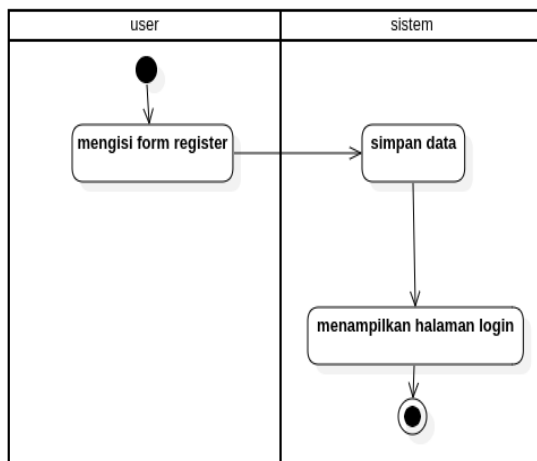 user
sistem
mengisi form register
simpan data
menampilkan halaman login